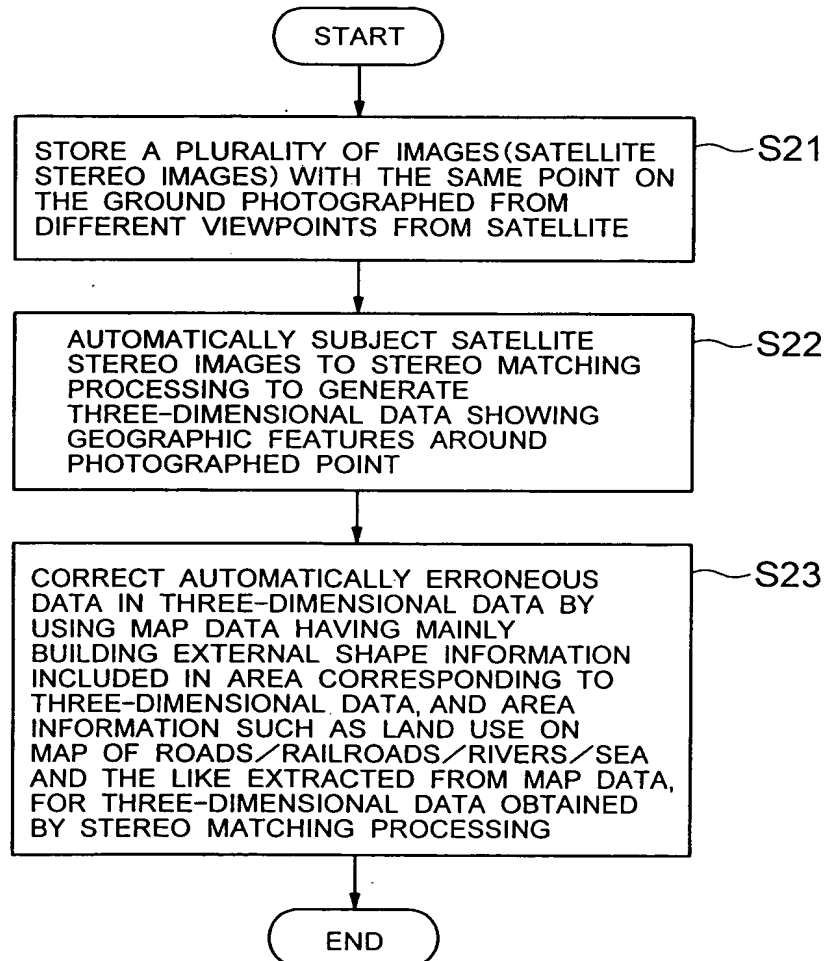 START
STORE A PLURALITY OF IMAGES(SATELLITE
STEREO IMAGES) WITH THE SAME POINT ON
THE GROUND PHOTOGRAPHED FROM
DIFFERENT VIEWPOINTS FROM SATELLITE
S21
AUTOMATICALLY SUBJECT SATELLITE
STEREO IMAGES TO STEREO MATCHING
PROCESSING TO GENERATE
THREE-DIMENSIONAL DATA SHOWING
GEOGRAPHIC FEATURES AROUND
PHOTOGRAPHED POINT
S22
CORRECT AUTOMATICALLY ERRONEOUS
DATA IN THREE-DIMENSIONAL DATA BY
USING MAP DATA HAVING MAINLY
BUILDING EXTERNAL SHAPE INFORMATION
INCLUDED IN AREA CORRESPONDING TO
THREE-DIMENSIONAL DATA, AND AREA
INFORMATION SUCH AS LAND USE ON
MAP OF ROADS/RAILROADS/RIVERS/SEA
AND THE LIKE EXTRACTED FROM MAP DATA,
FOR THREE-DIMENSIONAL DATA OBTAINED
BY STEREO MATCHING PROCESSING
S23
END